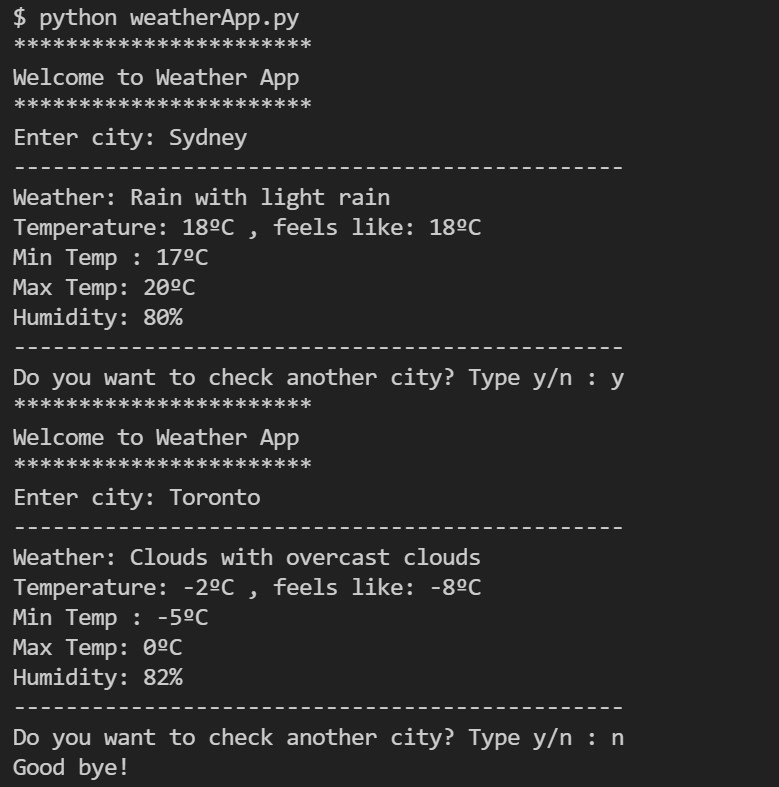 $ python weatherApp.py
***********************
Welcome to Weather App
***********************
Enter city: Sydney
-----------------------------------------------
Weather: Rain with light rain
Temperature: 18ºC , feels like: 18ºC
Min Temp : 17ºC
Max Temp: 20ºC
Humidity: 80%
-----------------------------------------------
Do you want to check another city? Type y/n : y
***********************
Welcome to Weather App
***********************
Enter city: Toronto
-----------------------------------------------
Weather: Clouds with overcast clouds
Temperature: -2ºC , feels like: -8ºC
Min Temp : -5ºC
Max Temp: 0ºC
Humidity: 82%
-----------------------------------------------
Do you want to check another city? Type y/n : n
Good bye!